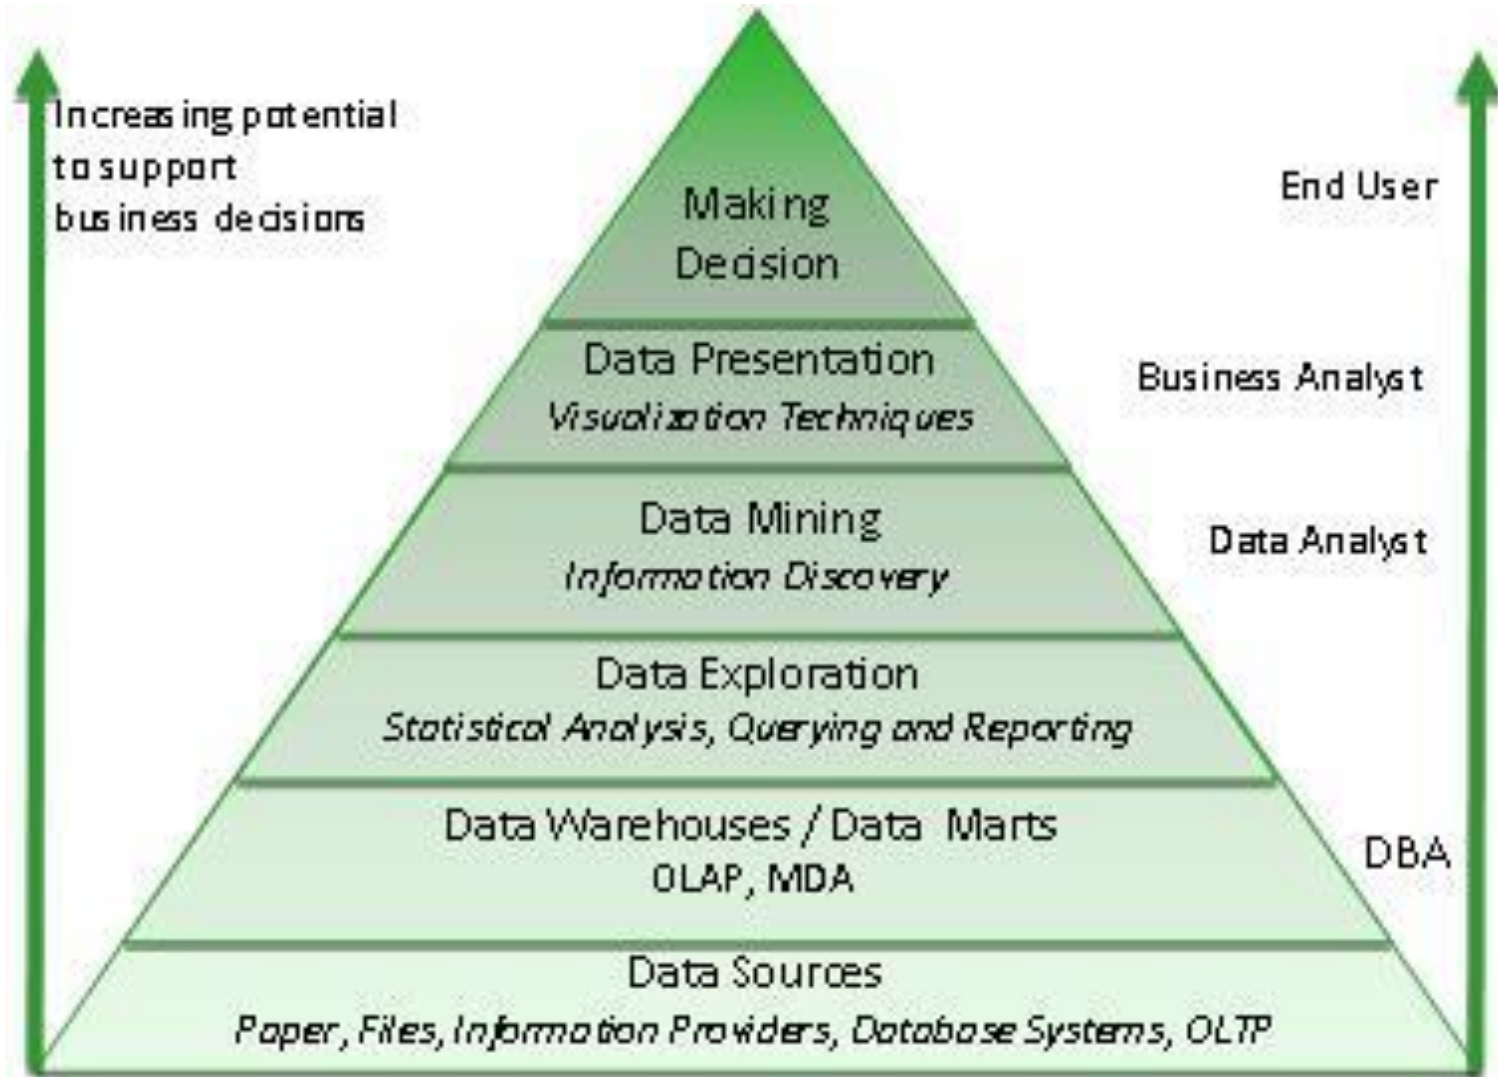 Increasing potential
to support
business decisions
End User
Making
Decision
Data Presentation
Visualization Techniques
Business Analyst
Data Mining
Information Discovery
Data Analyst
Data Exploration
Statistical Analysis, Querying and Reporting
Data Warehouses / Data Marts
OLAP, MDA
DBA
Data Sources
Paper, Files, Information Providers, Database Systems, OLTP